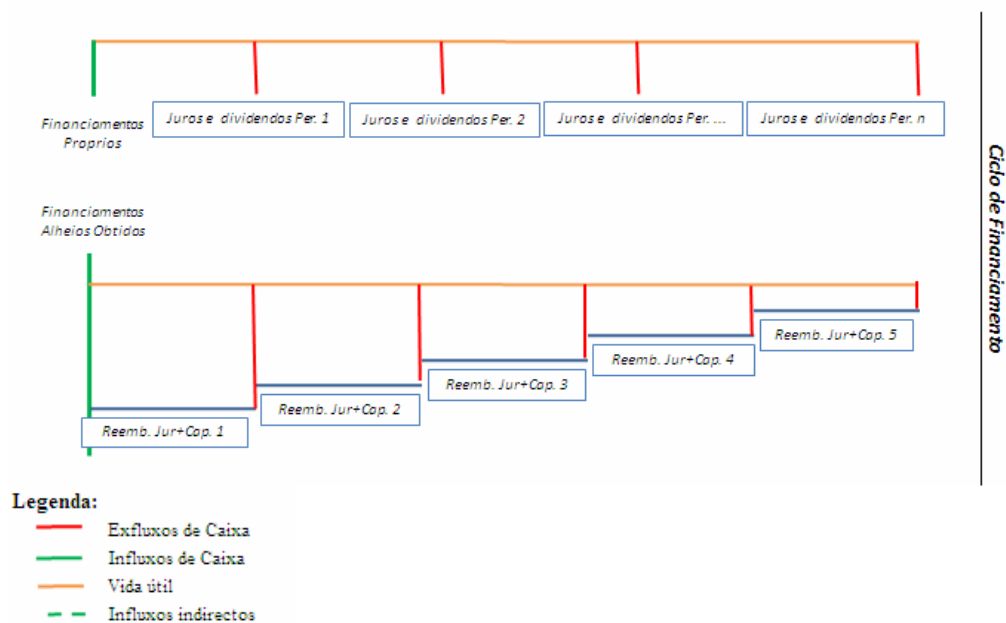 Financiamentos
Proprios
Juros e dividendos Per. 1
Juros e dividendos Per. 2
Juros e dividendos Per. ...
Juros e dividendos Per. n
Ciclo de Financiamento
Financiamentos
Alheios Obtidos
Reemb. Jur+Cap. 1
Reemb. Jur+Cap. 2
Reemb. Jur+Cap. 3
Reemb. Jur+Cap. 4
Reemb. Jur+Cap. 5
Legenda:
Exfluxos de Caixa
Influxos de Caixa
Vida útil
Influxos indirectos